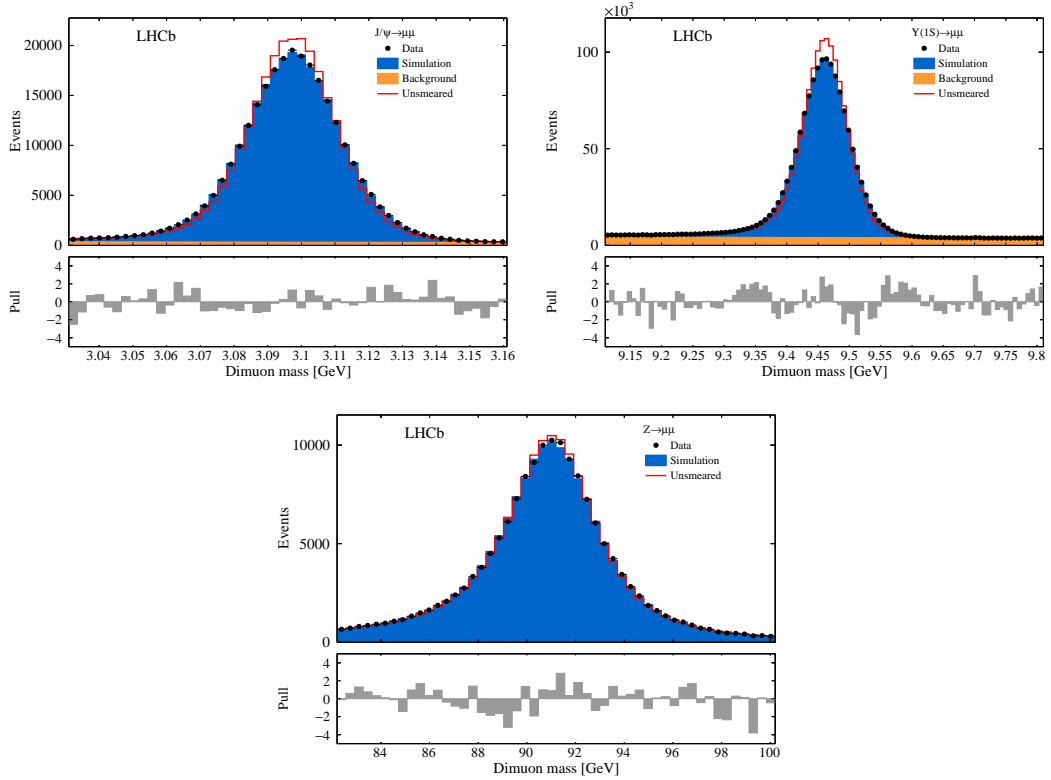 LHCb
J/ψ→μμ
Data
Simulation
Background
Unsmeared
Events
20000
15000
10000
5000
0
Pull
4
2
0
−2
−4
3.04 3.05 3.06 3.07 3.08 3.09 3.1 3.11 3.12 3.13 3.14 3.15 3.16
Dimuon mass [GeV]
×10³
LHCb
Υ(1S)→μμ
Data
Simulation
Background
Unsmeared
Events
100
50
0
Pull
4
2
0
−2
−4
9.15 9.2 9.25 9.3 9.35 9.4 9.45 9.5 9.55 9.6 9.65 9.7 9.75 9.8
Dimuon mass [GeV]
LHCb
Z→μμ
Data
Simulation
Unsmeared
Events
10000
5000
0
Pull
4
2
0
−2
−4
84 86 88 90 92 94 96 98 100
Dimuon mass [GeV]